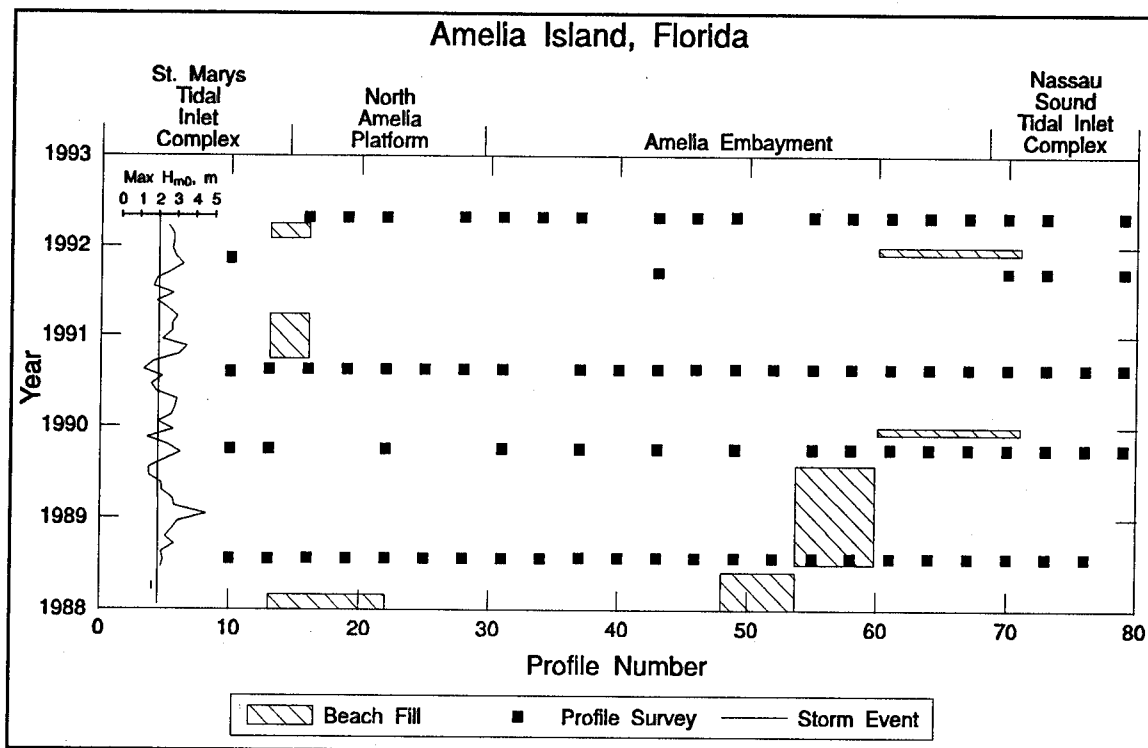 Amelia Island, Florida
St. Marys
Tidal
Inlet
Complex
North
Amelia
Platform
Amelia Embayment
Nassau
Sound
Tidal Inlet
Complex
Max Hm0, m
0 1 2 3 4 5
1993
1992
1991
1990
1989
1988
Year
0 10 20 30 40 50 60 70 80
Profile Number
Beach Fill Profile Survey Storm Event